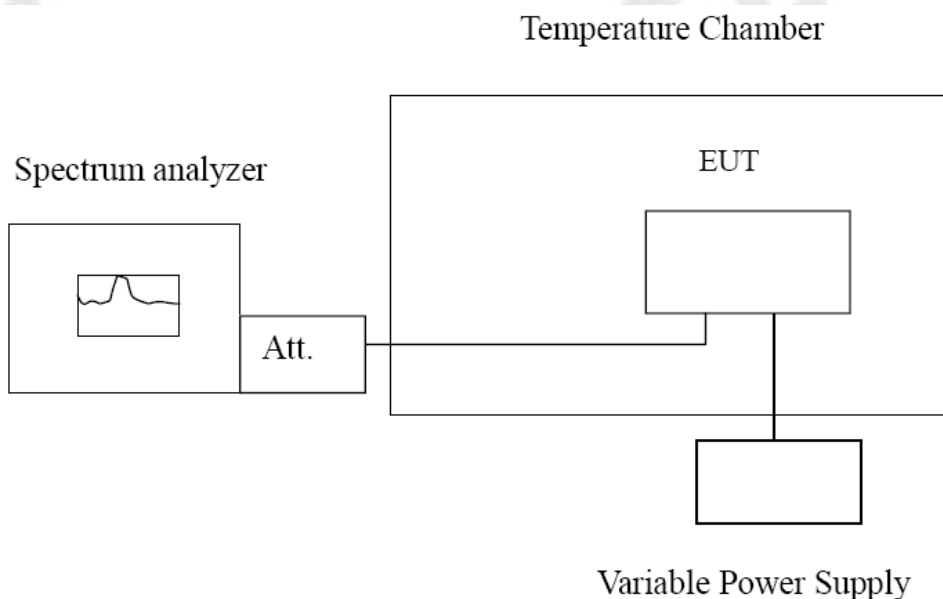 Temperature Chamber
Spectrum analyzer
EUT
Att.
Variable Power Supply